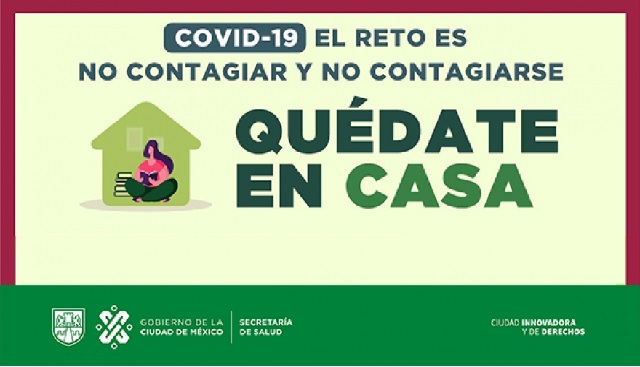 COVID-19 EL RETO ES
NO CONTAGIAR Y NO CONTAGIARSE
QUÉDATE
EN CASA
GOBIERNO DE LA
CIUDAD DE MÉXICO
SECRETARÍA
DE SALUD
CIUDAD INNOVADORA
Y DE DERECHOS